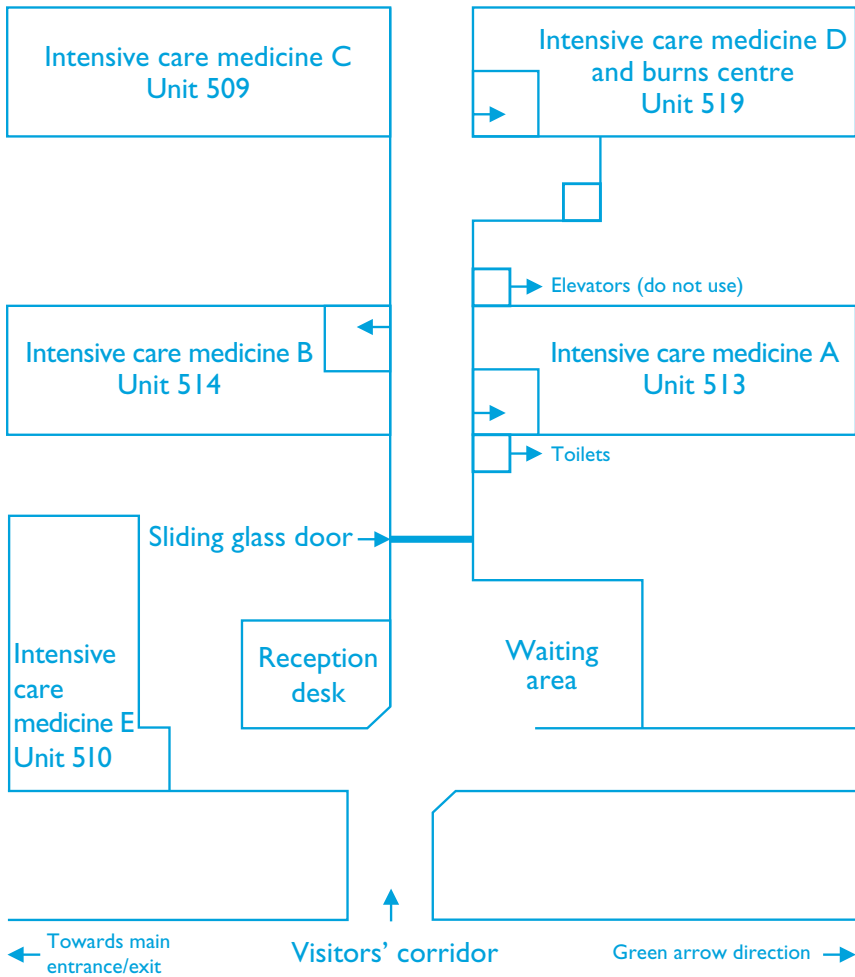 Intensive care medicine C
Unit 509
Intensive care medicine D
and burns centre
Unit 519
Elevators (do not use)
Intensive care medicine B
Unit 514
Intensive care medicine A
Unit 513
Toilets
Sliding glass door
Intensive
care
medicine E
Unit 510
Reception
desk
Waiting
area
Towards main
entrance/exit
Visitors’ corridor
Green arrow direction